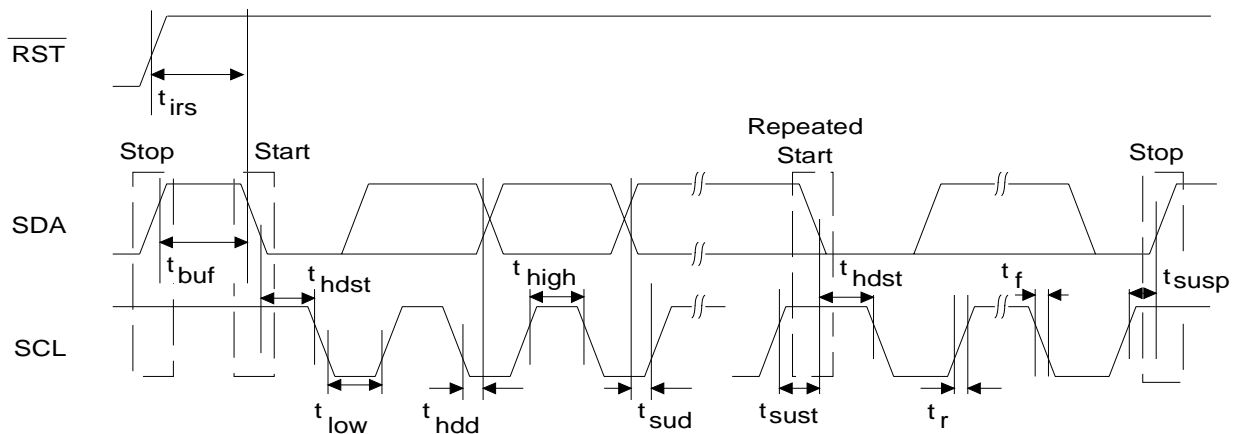 RST
t irs
Repeated
Stop Start Start Stop
SDA
t buf t hdst t high t hdst t f t susp
SCL
t low t hdd t sud t sust t r